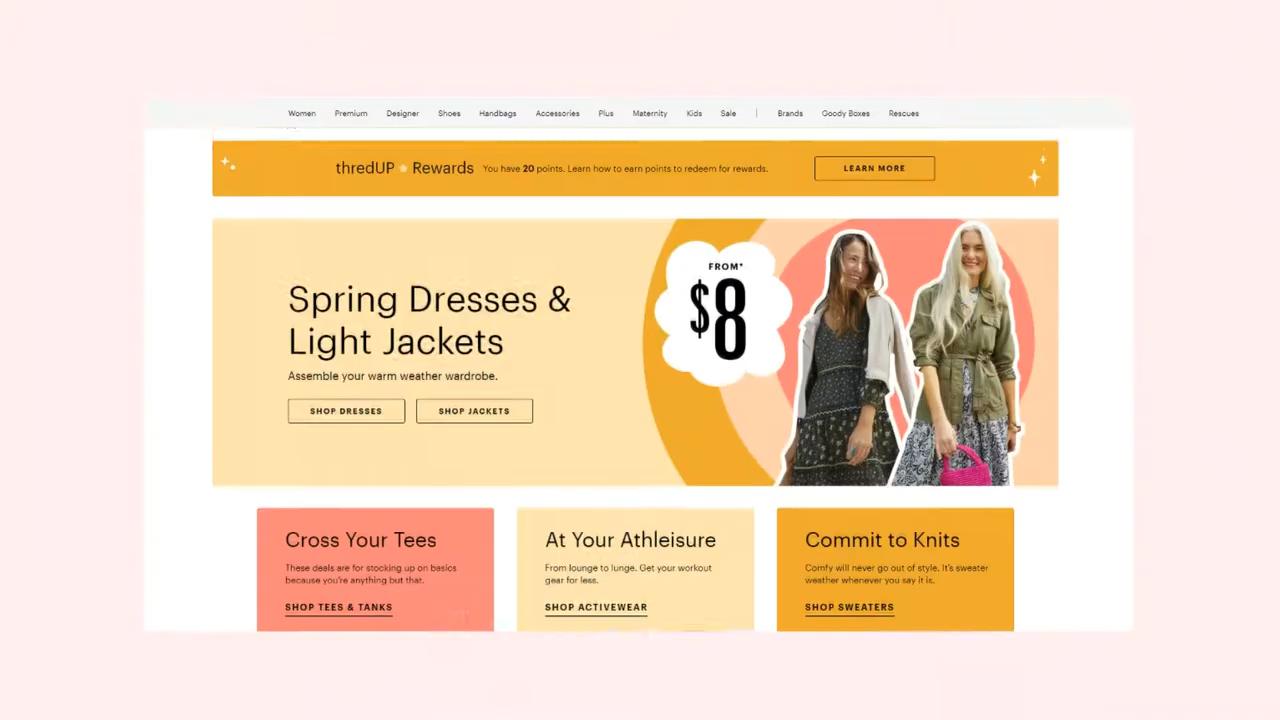 Women Premium Designer Shoes Handbags Accessories Plus Maternity Kids Sale | Brands Goody Boxes Rescues
thredUP Rewards You have 20 points. Learn how to earn points to redeem for rewards. LEARN MORE
Spring Dresses &
Light Jackets
Assemble your warm weather wardrobe.
SHOP DRESSES SHOP JACKETS
FROM*
$8
Cross Your Tees
These deals are for stocking up on basics
because you're anything but that.
SHOP TEES & TANKS
At Your Athleisure
From lounge to lunge. Get your workout
gear for less.
SHOP ACTIVEWEAR
Commit to Knits
Comfy will never go out of style. It's sweater
weather whenever you say it is.
SHOP SWEATERS